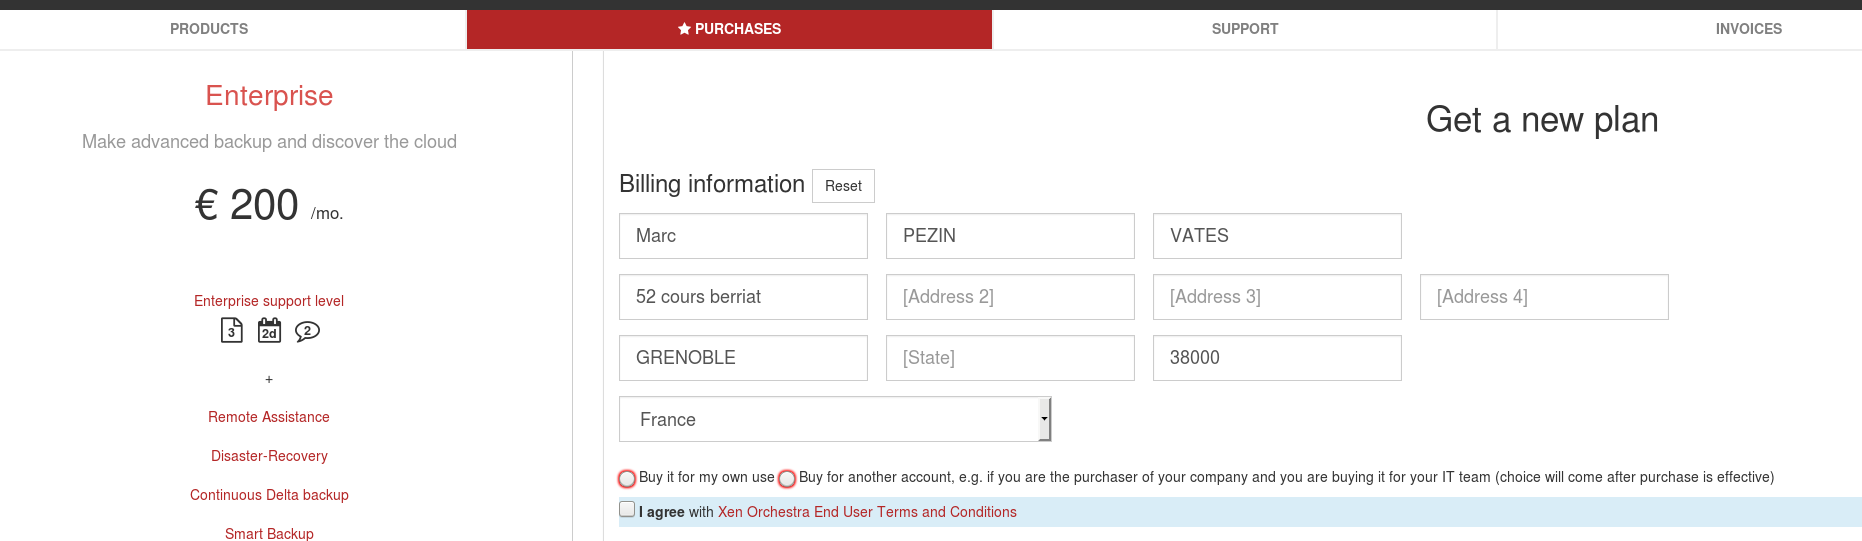 PRODUCTS
PURCHASES
SUPPORT
INVOICES
Enterprise
Make advanced backup and discover the cloud
€ 200 /mo.
Enterprise support level
3 2d 2
+
Remote Assistance
Disaster-Recovery
Continuous Delta backup
Smart Backup
Get a new plan
Billing information Reset
Marc PEZIN VATES
52 cours berriat [Address 2] [Address 3] [Address 4]
GRENOBLE [State] 38000
France
Buy it for my own use Buy for another account, e.g. if you are the purchaser of your company and you are buying it for your IT team (choice will come after purchase is effective)
I agree with Xen Orchestra End User Terms and Conditions